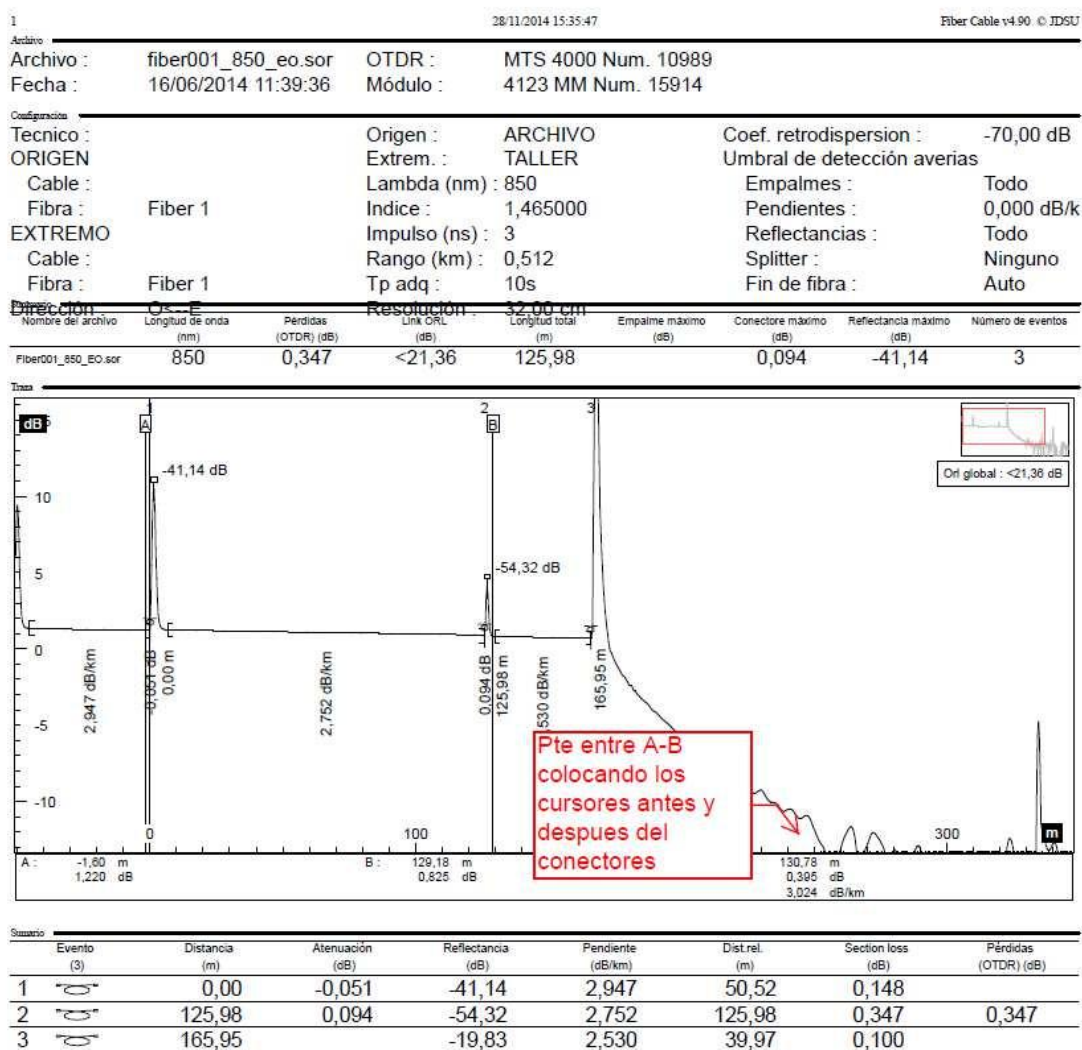 1 28/11/2014 15:35:47 Fiber Cable v4.90 © JDSU
Archivo
Archivo : fiber001_850_eo.sor OTDR : MTS 4000 Num. 10989
Fecha : 16/06/2014 11:39:36 Módulo : 4123 MM Num. 15914
Configuración
Tecnico : Origen : ARCHIVO Coef. retrodispersion : -70,00 dB
ORIGEN Extrem. : TALLER Umbral de detección averias
Cable : Lambda (nm) : 850 Empalmes : Todo
Fibra : Fiber 1 Indice : 1,465000 Pendientes : 0,000 dB/k
EXTREMO Impulso (ns) : 3 Reflectancias : Todo
Cable : Rango (km) : 0,512 Splitter : Ninguno
Fibra : Fiber 1 Tp adq : 10s Fin de fibra : Auto
Dirección : O<--E Resolución : 32,00 cm
Nombre del archivo Longitud de onda Pérdidas Link ORL Longitud total Empalme máximo Conectore máximo Reflectancia máximo Número de eventos
(nm) (OTDR) (dB) (dB) (m) (dB) (dB) (dB)
Fiber001_850_EO.sor 850 0,347 <21,36 125,98 0,094 -41,14 3
Traza
dB 1 2 3
A B
-41,14 dB
Orl global : <21,36 dB
10
5
-54,32 dB
0
2,947 dB/km -0,051 dB 0,00 m 2,752 dB/km 0,094 dB 125,98 m 530 dB/km 165,95 m
-5
Pte entre A-B
colocando los
cursores antes y
despues del
conectores
-10
0 100 300 m
A : -1,60 m B : 129,18 m 130,78 m
1,220 dB 0,825 dB 0,395 dB
3,024 dB/km
Sumario
Evento Distancia Atenuación Reflectancia Pendiente Dist.rel. Section loss Pérdidas
(3) (m) (dB) (dB) (dB/km) (m) (dB) (OTDR) (dB)
1 0,00 -0,051 -41,14 2,947 50,52 0,148
2 125,98 0,094 -54,32 2,752 125,98 0,347 0,347
3 165,95 -19,83 2,530 39,97 0,100